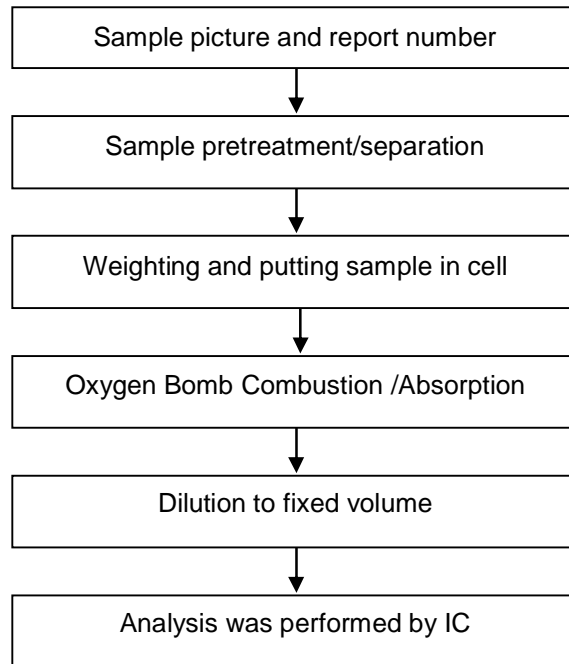 Sample picture and report number
Sample pretreatment/separation
Weighting and putting sample in cell
Oxygen Bomb Combustion /Absorption
Dilution to fixed volume
Analysis was performed by IC